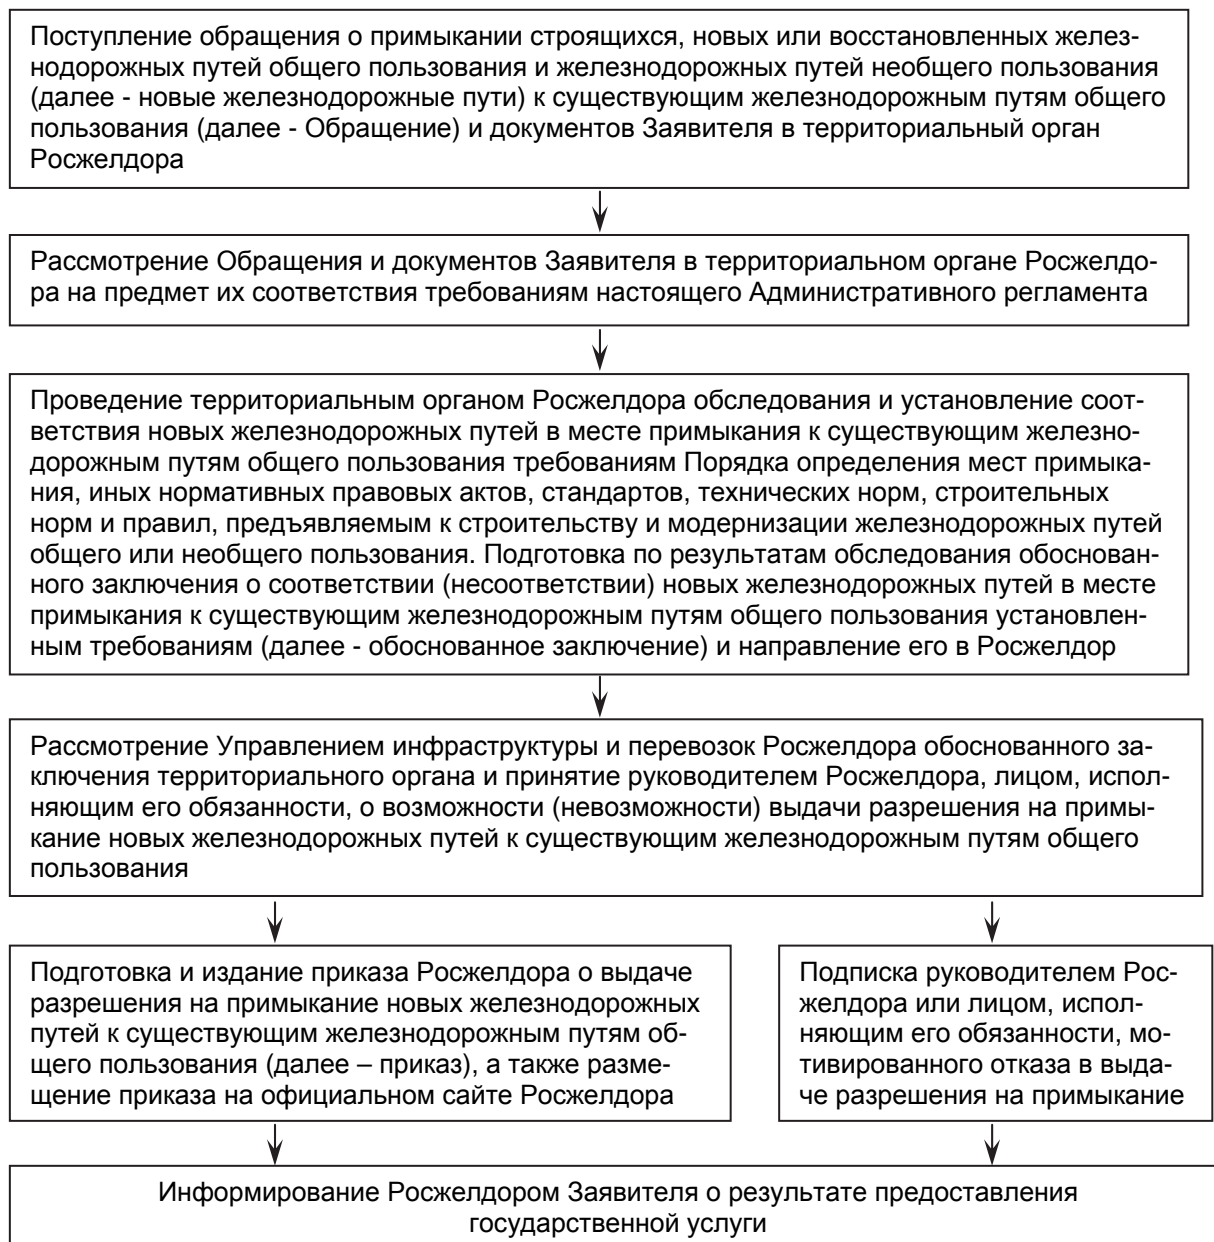 Поступление обращения о примыкании строящихся, новых или восстановленных желез-
нодорожных путей общего пользования и железнодорожных путей необщего пользования
(далее - новые железнодорожные пути) к существующим железнодорожным путям общего
пользования (далее - Обращение) и документов Заявителя в территориальный орган
Росжелдора
Рассмотрение Обращения и документов Заявителя в территориальном органе Росжелдо-
ра на предмет их соответствия требованиям настоящего Административного регламента
Проведение территориальным органом Росжелдора обследования и установление соот-
ветствия новых железнодорожных путей в месте примыкания к существующим железно-
дорожным путям общего пользования требованиям Порядка определения мест примыка-
ния, иных нормативных правовых актов, стандартов, технических норм, строительных
норм и правил, предъявляемым к строительству и модернизации железнодорожных путей
общего или необщего пользования. Подготовка по результатам обследования обоснован-
ного заключения о соответствии (несоответствии) новых железнодорожных путей в месте
примыкания к существующим железнодорожным путям общего пользования установлен-
ным требованиям (далее - обоснованное заключение) и направление его в Росжелдор
Рассмотрение Управлением инфраструктуры и перевозок Росжелдора обоснованного за-
ключения территориального органа и принятие руководителем Росжелдора, лицом, испол-
няющим его обязанности, о возможности (невозможности) выдачи разрешения на примы-
кание новых железнодорожных путей к существующим железнодорожным путям общего
пользования
Подготовка и издание приказа Росжелдора о выдаче
разрешения на примыкание новых железнодорожных
путей к существующим железнодорожным путям об-
щего пользования (далее – приказ), а также разме-
щение приказа на официальном сайте Росжелдора
Подписка руководителем Рос-
желдора или лицом, испол-
няющим его обязанности, мо-
тивированного отказа в выда-
че разрешения на примыкание
Информирование Росжелдором Заявителя о результате предоставления
государственной услуги